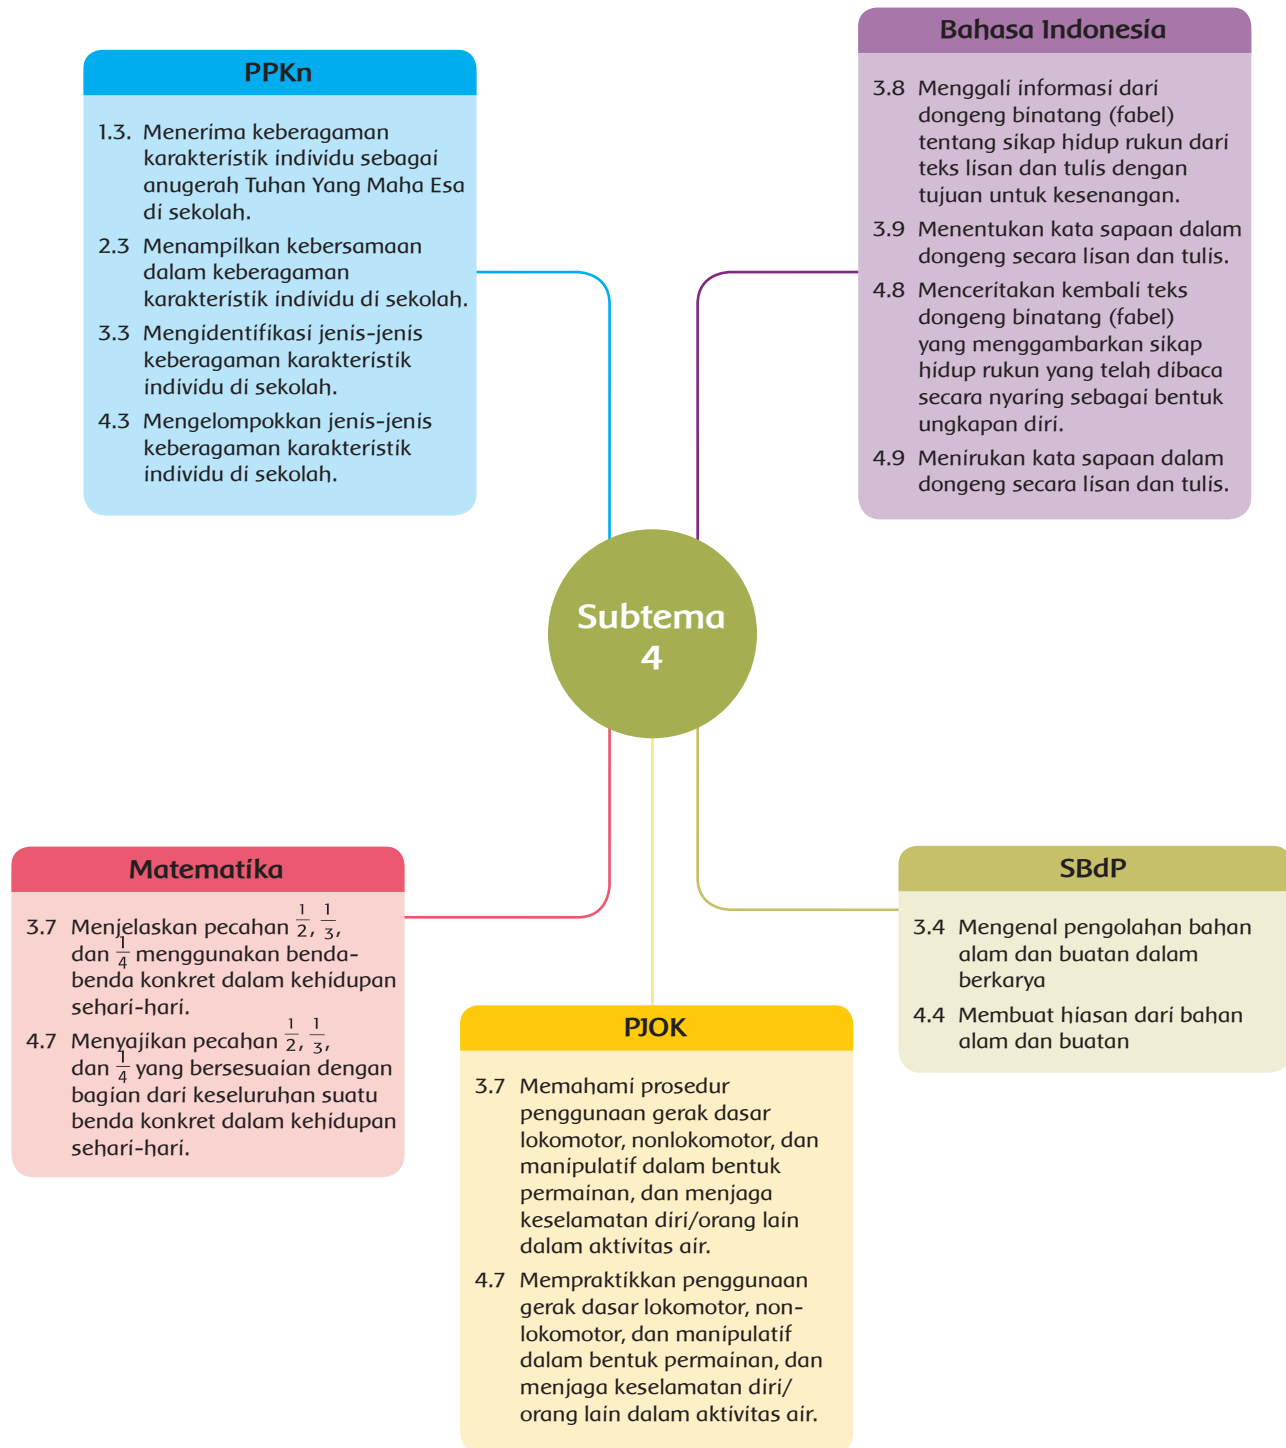 PPKn
1.3. Menerima keberagaman
karakteristik individu sebagai
anugerah Tuhan Yang Maha Esa
di sekolah.
2.3 Menampilkan kebersamaan
dalam keberagaman
karakteristik individu di sekolah.
3.3 Mengidentifikasi jenis-jenis
keberagaman karakteristik
individu di sekolah.
4.3 Mengelompokkan jenis-jenis
keberagaman karakteristik
individu di sekolah.
Bahasa Indonesia
3.8 Menggali informasi dari
dongeng binatang (fabel)
tentang sikap hidup rukun dari
teks lisan dan tulis dengan
tujuan untuk kesenangan.
3.9 Menentukan kata sapaan dalam
dongeng secara lisan dan tulis.
4.8 Menceritakan kembali teks
dongeng binatang (fabel)
yang menggambarkan sikap
hidup rukun yang telah dibaca
secara nyaring sebagai bentuk
ungkapan diri.
4.9 Menirukan kata sapaan dalam
dongeng secara lisan dan tulis.
Subtema
4
Matematika
3.7 Menjelaskan pecahan 1/2, 1/3,
dan 1/4 menggunakan benda-
benda konkret dalam kehidupan
sehari-hari.
4.7 Menyajikan pecahan 1/2, 1/3,
dan 1/4 yang bersesuaian dengan
bagian dari keseluruhan suatu
benda konkret dalam kehidupan
sehari-hari.
PJOK
3.7 Memahami prosedur
penggunaan gerak dasar
lokomotor, nonlokomotor, dan
manipulatif dalam bentuk
permainan, dan menjaga
keselamatan diri/orang lain
dalam aktivitas air.
4.7 Mempraktikkan penggunaan
gerak dasar lokomotor, non-
lokomotor, dan manipulatif
dalam bentuk permainan, dan
menjaga keselamatan diri/
orang lain dalam aktivitas air.
SBdP
3.4 Mengenal pengolahan bahan
alam dan buatan dalam
berkarya
4.4 Membuat hiasan dari bahan
alam dan buatan